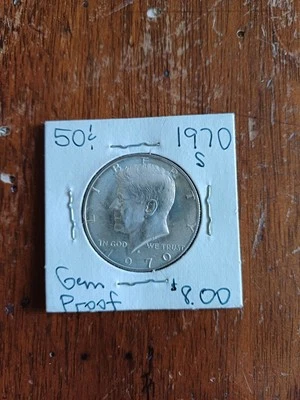 50¢ 1970
S
LIBERTY
IN GOD WE TRUST
1970
Gem
Proof $8.00